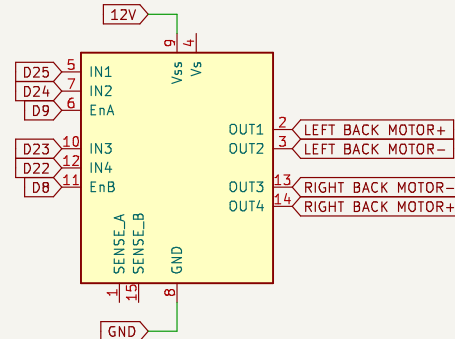 12V
9
4
Vss
Vs
D25
5
IN1
D24
7
IN2
D9
6
EnA
OUT1
2
LEFT BACK MOTOR+
D23
10
IN3
OUT2
3
LEFT BACK MOTOR-
D22
12
IN4
D8
11
EnB
OUT3
13
RIGHT BACK MOTOR-
OUT4
14
RIGHT BACK MOTOR+
SENSE_A
SENSE_B
GND
1
15
8
GND